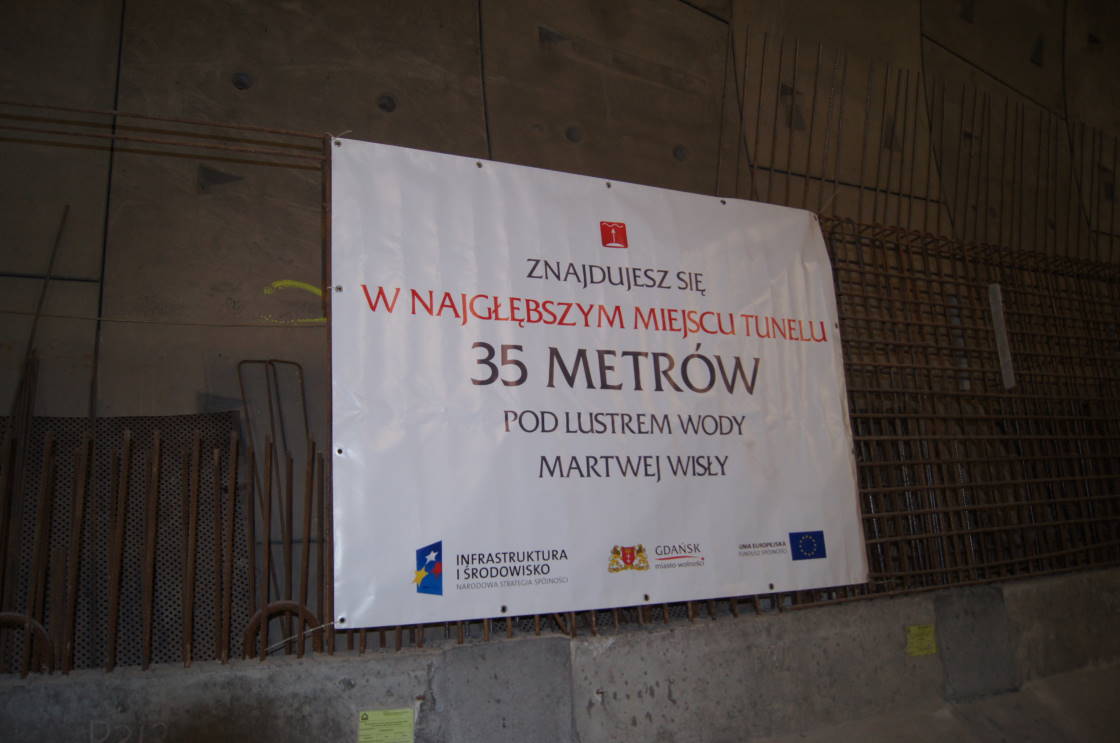 ZNAJDUJESZ SIĘ
W NAJGŁĘBSZYM MIEJSCU TUNELU
35 METRÓW
POD LUSTREM WODY
MARTWEJ WISŁY
INFRASTRUKTURA
I ŚRODOWISKO
NARODOWA STRATEGIA SPÓJNOŚCI
GDAŃSK
miasto wolności
UNIA EUROPEJSKA
FUNDUSZ SPÓJNOŚCI